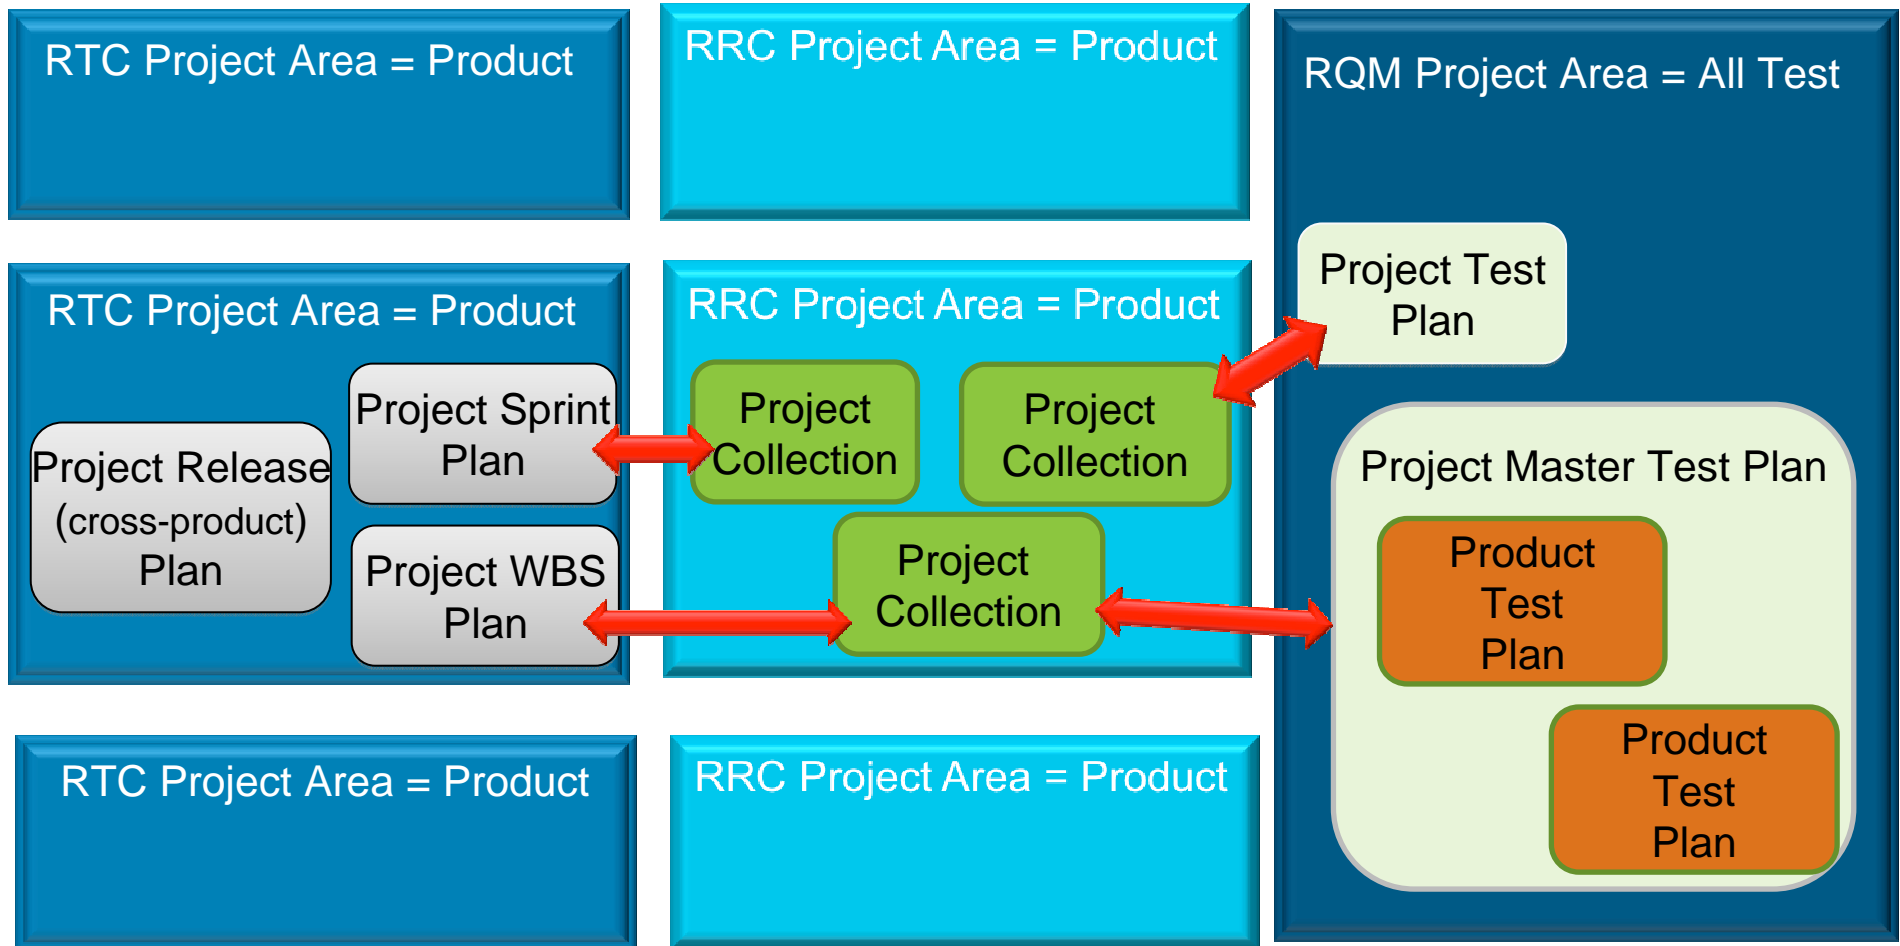 RTC Project Area = Product
RRC Project Area = Product
RQM Project Area = All Test
RTC Project Area = Product
Project Release
(cross-product)
Plan
Project Sprint
Plan
Project WBS
Plan
RRC Project Area = Product
Project
Collection
Project
Collection
Project
Collection
Project Test
Plan
Project Master Test Plan
Product
Test
Plan
Product
Test
Plan
RTC Project Area = Product
RRC Project Area = Product